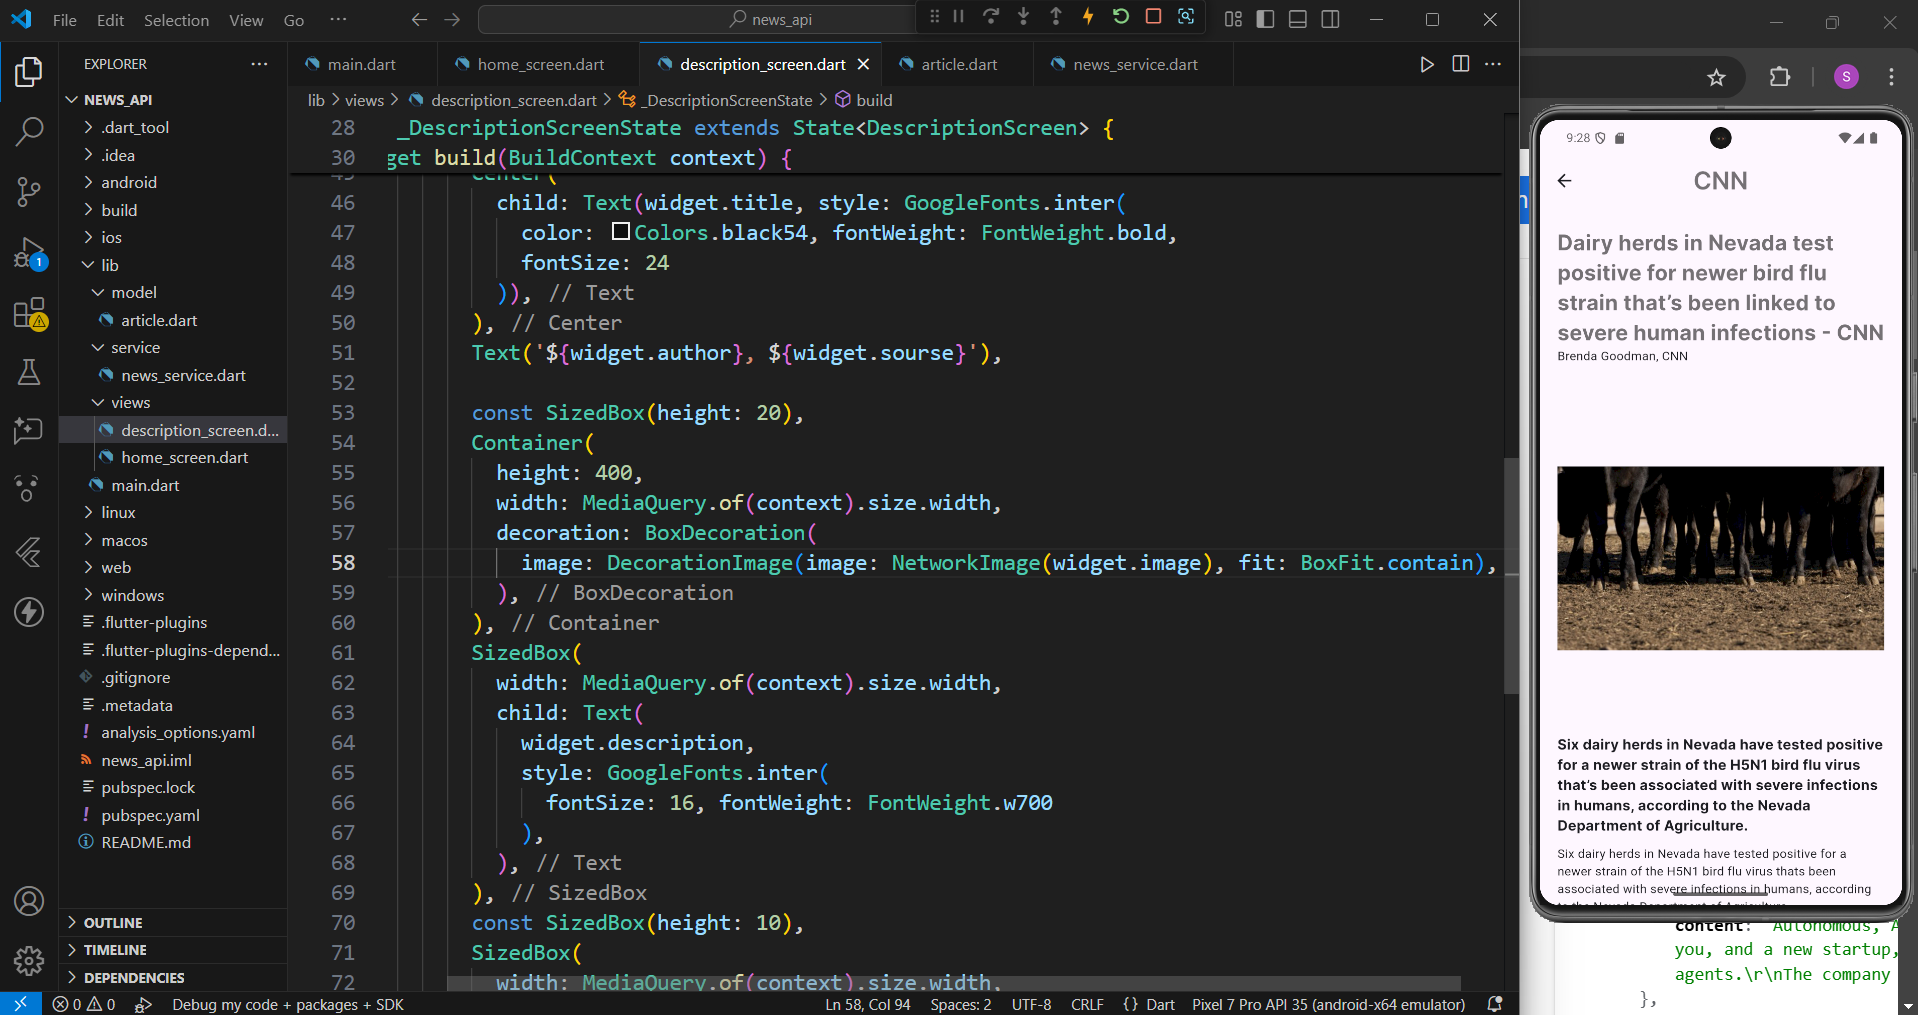 File Edit Selection View Go ··· news_api
EXPLORER ···
NEWS_API
.dart_tool
.idea
android
build
ios
lib
model
article.dart
service
news_service.dart
views
description_screen.d...
home_screen.dart
main.dart
linux
macos
web
windows
.flutter-plugins
.flutter-plugins-depend...
.gitignore
.metadata
analysis_options.yaml
news_api.iml
pubspec.lock
pubspec.yaml
README.md
OUTLINE
TIMELINE
DEPENDENCIES
1
main.dart home_screen.dart description_screen.dart article.dart news_service.dart
lib > views > description_screen.dart > _DescriptionScreenState > build
28 _DescriptionScreenState extends State<DescriptionScreen> {
30 get build(BuildContext context) {
45 Center(
46 child: Text(widget.title, style: GoogleFonts.inter(
47 color: Colors.black54, fontWeight: FontWeight.bold,
48 fontSize: 24
49 )), // Text
50 ), // Center
51 Text('${widget.author}, ${widget.sourse}'),
52
53 const SizedBox(height: 20),
54 Container(
55 height: 400,
56 width: MediaQuery.of(context).size.width,
57 decoration: BoxDecoration(
58 image: DecorationImage(image: NetworkImage(widget.image), fit: BoxFit.contain),
59 ), // BoxDecoration
60 ), // Container
61 SizedBox(
62 width: MediaQuery.of(context).size.width,
63 child: Text(
64 widget.description,
65 style: GoogleFonts.inter(
66 fontSize: 16, fontWeight: FontWeight.w700
67 ),
68 ), // Text
69 ), // SizedBox
70 const SizedBox(height: 10),
71 SizedBox(
72 width: MediaQuery.of(context).size.width,
0 0 Debug my code + packages + SDK Ln 58, Col 94 Spaces: 2 UTF-8 CRLF {} Dart Pixel 7 Pro API 35 (android-x64 emulator)
S
9:28
CNN
Dairy herds in Nevada test
positive for newer bird flu
strain that’s been linked to
severe human infections - CNN
Brenda Goodman, CNN
Six dairy herds in Nevada have tested positive
for a newer strain of the H5N1 bird flu virus
that’s been associated with severe infections
in humans, according to the Nevada
Department of Agriculture.
Six dairy herds in Nevada have tested positive for a
newer strain of the H5N1 bird flu virus thats been
associated with severe infections in humans, according
to the Nevada Department of Agriculture.
content: "Autonomous, A
you, and a new startup,
agents.\r\nThe company
},